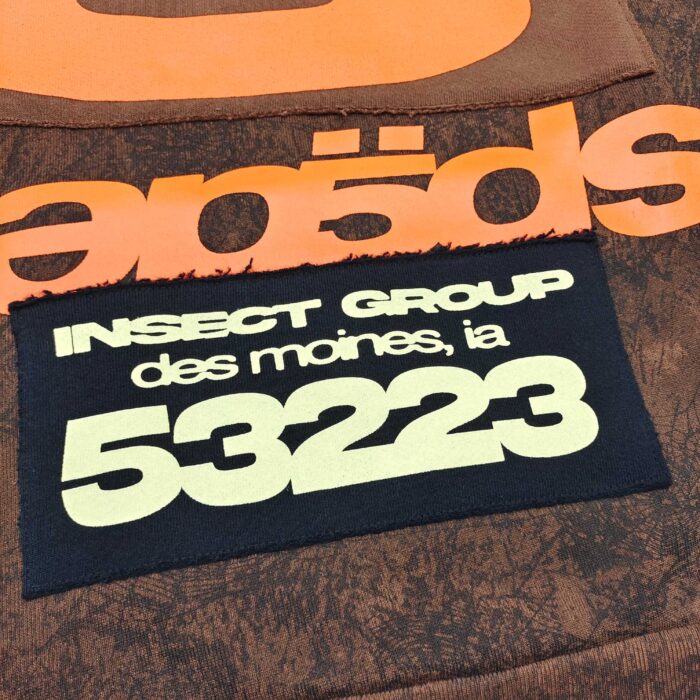 INSECT GROUP
des moines, ia
53223